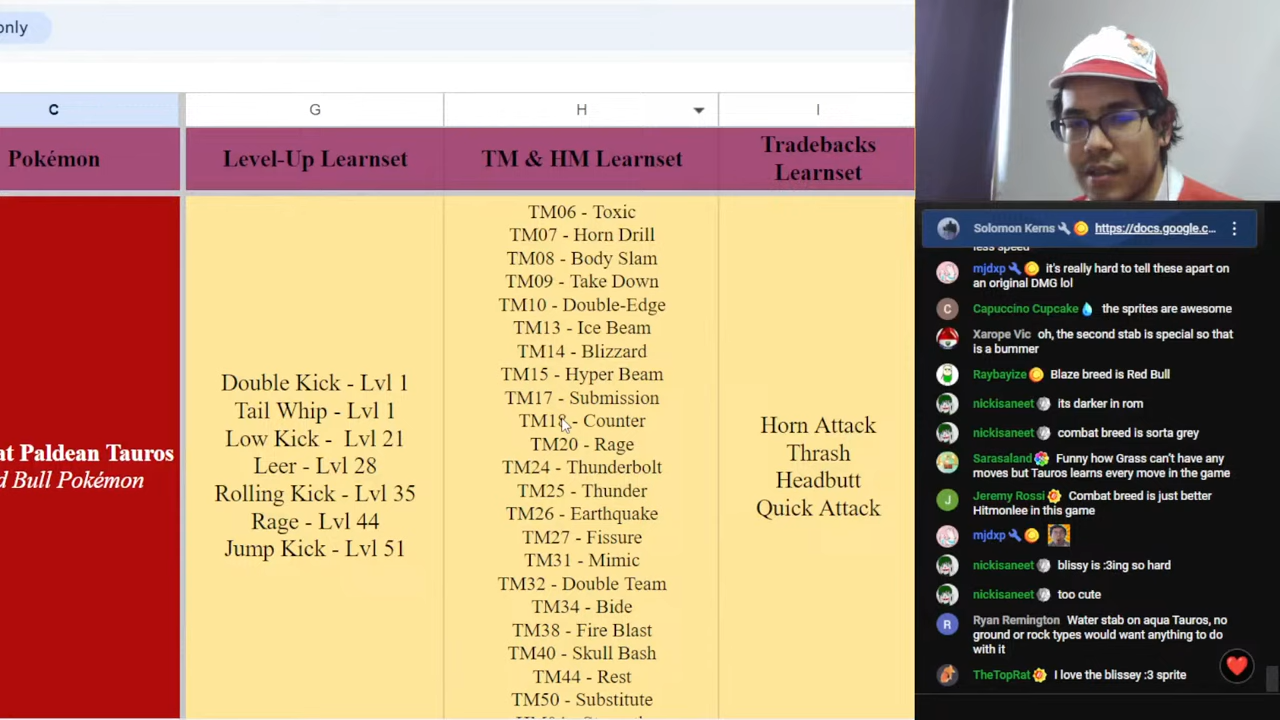 only
C
G
H
I
Pokémon
Level-Up Learnset
TM & HM Learnset
Tradebacks
Learnset
at Paldean Tauros
d Bull Pokémon
Double Kick - Lvl 1
Tail Whip - Lvl 1
Low Kick - Lvl 21
Leer - Lvl 28
Rolling Kick - Lvl 35
Rage - Lvl 44
Jump Kick - Lvl 51
TM06 - Toxic
TM07 - Horn Drill
TM08 - Body Slam
TM09 - Take Down
TM10 - Double-Edge
TM13 - Ice Beam
TM14 - Blizzard
TM15 - Hyper Beam
TM17 - Submission
TM18 - Counter
TM20 - Rage
TM24 - Thunderbolt
TM25 - Thunder
TM26 - Earthquake
TM27 - Fissure
TM31 - Mimic
TM32 - Double Team
TM34 - Bide
TM38 - Fire Blast
TM40 - Skull Bash
TM44 - Rest
TM50 - Substitute
Horn Attack
Thrash
Headbutt
Quick Attack
Solomon Kerns https://docs.google.c...
less speed
mjdxp it's really hard to tell these apart on
an original DMG lol
Capuccino Cupcake the sprites are awesome
Xarope Vic oh, the second stab is special so that
is a bummer
Raybayize Blaze breed is Red Bull
nickisaneet its darker in rom
nickisaneet combat breed is sorta grey
Sarasaland Funny how Grass can't have any
moves but Tauros learns every move in the
game
Jeremy Rossi Combat breed is just better
Hitmonlee in this game
mjdxp
nickisaneet blissy is :3ing so hard
nickisaneet too cute
Ryan Remington Water stab on aqua Tauros, no
ground or rock types would want anything to do
with it
TheTopRat I love the blissey :3 sprite